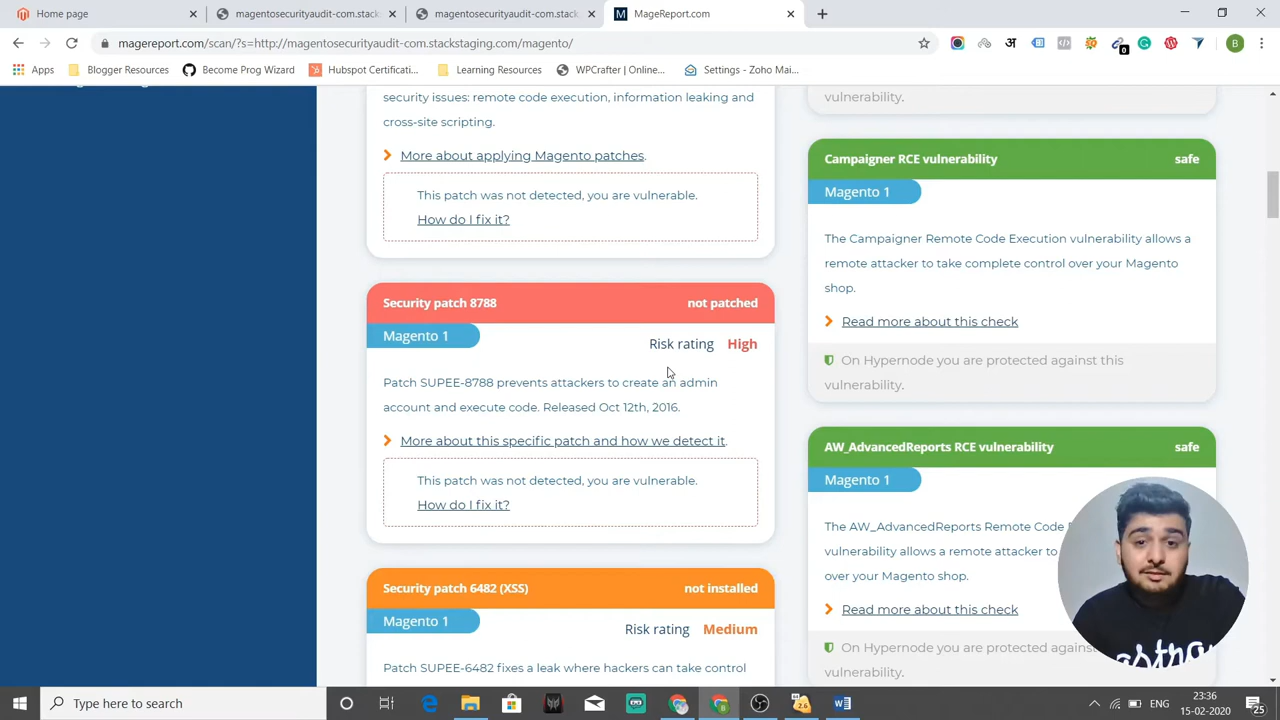 Home page
magentosecurityaudit-com.stack
magentosecurityaudit-com.stack
MageReport.com
magereport.com/scan/?s=http://magentosecurityaudit-com.stackstaging.com/magento/
Apps
Blogger Resources
Become Prog Wizard
Hubspot Certificati...
Learning Resources
WPCrafter | Online...
Settings - Zoho Mai...
security issues: remote code execution, information leaking and
cross-site scripting.
More about applying Magento patches.
This patch was not detected, you are vulnerable.
How do I fix it?
Security patch 8788
not patched
Magento 1
Risk rating High
Patch SUPEE-8788 prevents attackers to create an admin
account and execute code. Released Oct 12th, 2016.
More about this specific patch and how we detect it.
This patch was not detected, you are vulnerable.
How do I fix it?
Security patch 6482 (XSS)
not installed
Magento 1
Risk rating Medium
Patch SUPEE-6482 fixes a leak where hackers can take control
vulnerability.
Campaigner RCE vulnerability
safe
Magento 1
The Campaigner Remote Code Execution vulnerability allows a
remote attacker to take complete control over your Magento
shop.
Read more about this check
On Hypernode you are protected against this
vulnerability.
AW_AdvancedReports RCE vulnerability
safe
Magento 1
The AW_AdvancedReports Remote Code
vulnerability allows a remote attacker to
over your Magento shop.
Read more about this check
On Hypernode you are protected against
vulnerability.
Type here to search
ENG
23:36
15-02-2020
25